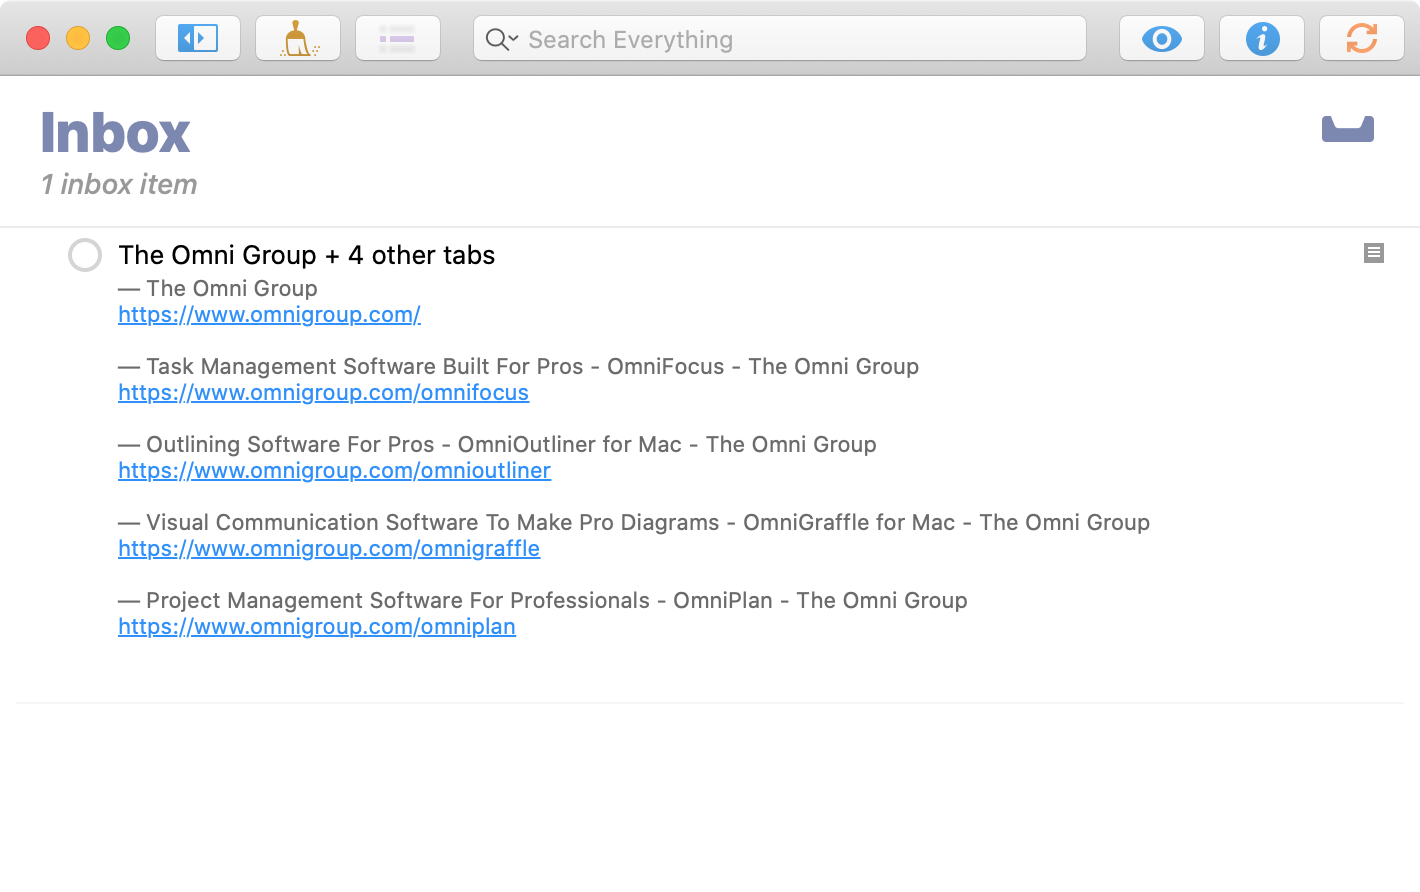 Search Everything
Inbox
1 inbox item
The Omni Group + 4 other tabs
— The Omni Group
https://www.omnigroup.com/
— Task Management Software Built For Pros - OmniFocus - The Omni Group
https://www.omnigroup.com/omnifocus
— Outlining Software For Pros - OmniOutliner for Mac - The Omni Group
https://www.omnigroup.com/omnioutliner
— Visual Communication Software To Make Pro Diagrams - OmniGraffle for Mac - The Omni Group
https://www.omnigroup.com/omnigraffle
— Project Management Software For Professionals - OmniPlan - The Omni Group
https://www.omnigroup.com/omniplan